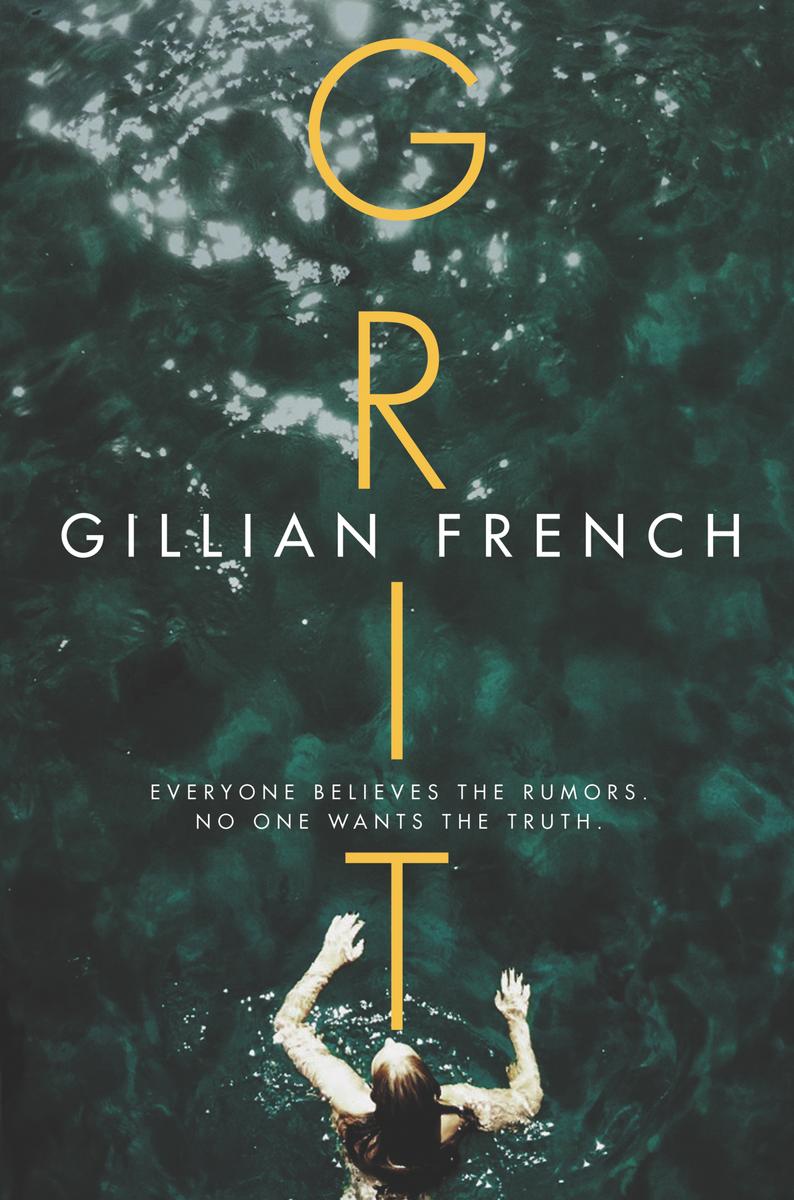 GRIT
GILLIAN FRENCH
EVERYONE BELIEVES THE RUMORS.
NO ONE WANTS THE TRUTH.